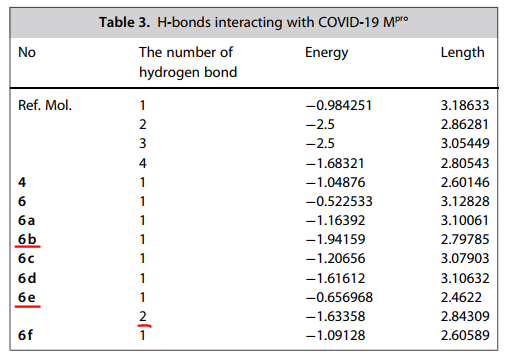 Table 3. H-bonds interacting with COVID-19 Mᵖʳᵒ
No The number of hydrogen bond Energy Length
Ref. Mol. 1 −0.984251 3.18633
2 −2.5 2.86281
3 −2.5 3.05449
4 −1.68321 2.80543
4 1 −1.04876 2.60146
6 1 −0.522533 3.12828
6a 1 −1.16392 3.10061
6b 1 −1.94159 2.79785
6c 1 −1.20656 3.07903
6d 1 −1.61612 3.10632
6e 1 −0.656968 2.4622
2 −1.63358 2.84309
6f 1 −1.09128 2.60589